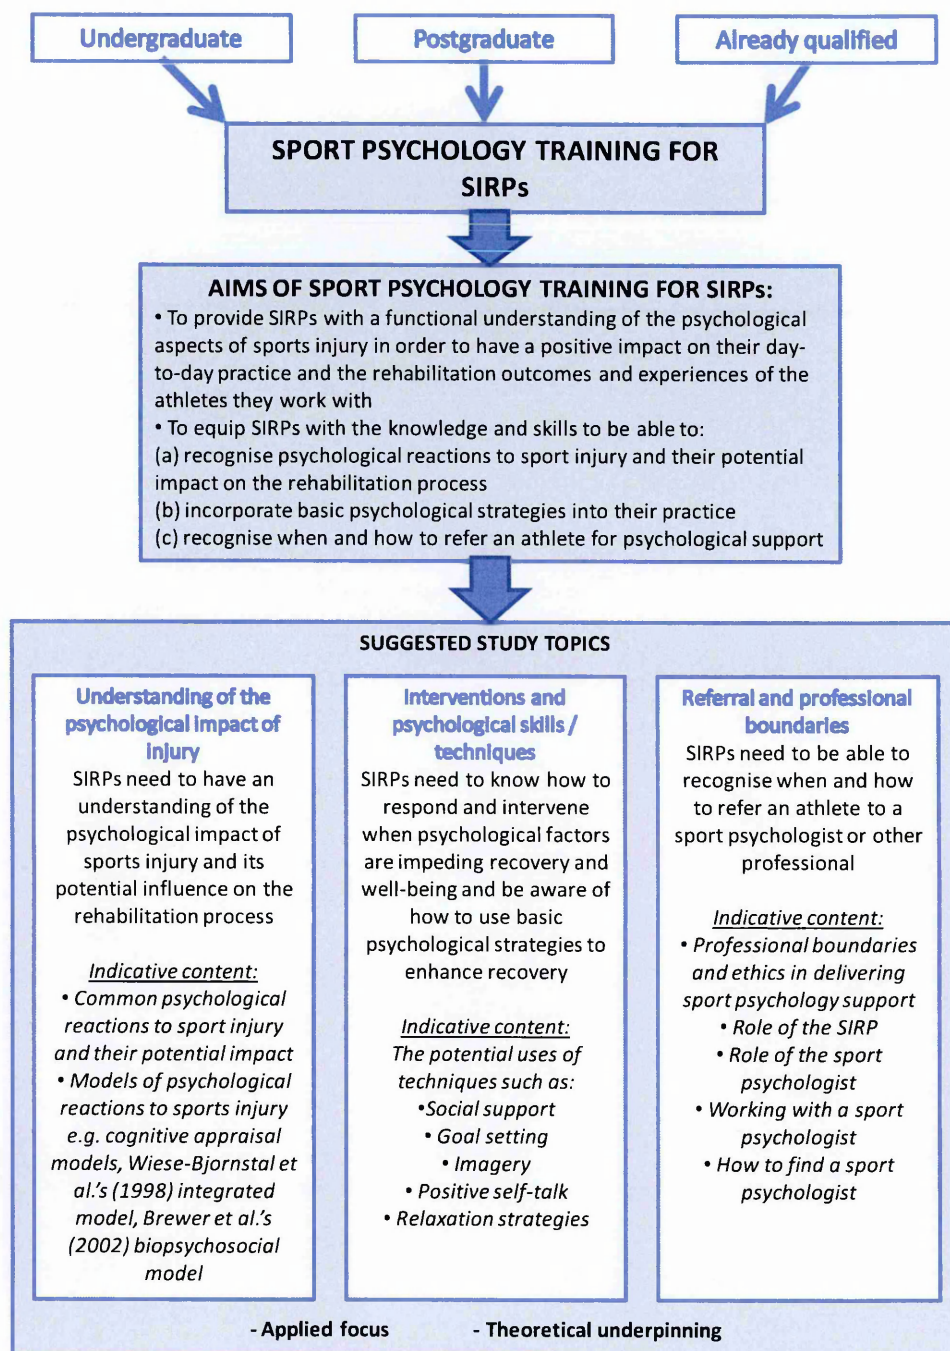 Undergraduate
Postgraduate
Already qualified
SPORT PSYCHOLOGY TRAINING FOR
SIRPs
AIMS OF SPORT PSYCHOLOGY TRAINING FOR SIRPs:
• To provide SIRPs with a functional understanding of the psychological
aspects of sports injury in order to have a positive impact on their day-
to-day practice and the rehabilitation outcomes and experiences of the
athletes they work with
• To equip SIRPs with the knowledge and skills to be able to:
(a) recognise psychological reactions to sport injury and their potential
impact on the rehabilitation process
(b) incorporate basic psychological strategies into their practice
(c) recognise when and how to refer an athlete for psychological support
SUGGESTED STUDY TOPICS
Understanding of the
psychological impact of
injury
SIRPs need to have an
understanding of the
psychological impact of
sports injury and its
potential influence on the
rehabilitation process
Indicative content:
• Common psychological
reactions to sport injury
and their potential impact
• Models of psychological
reactions to sports injury
e.g. cognitive appraisal
models, Wiese-Bjornstal et
al.'s (1998) integrated
model, Brewer et al.'s
(2002) biopsychosocial
model
Interventions and
psychological skills /
techniques
SIRPs need to know how to
respond and intervene
when psychological factors
are impeding recovery and
well-being and be aware of
how to use basic
psychological strategies to
enhance recovery
Indicative content:
The potential uses of
techniques such as:
•Social support
• Goal setting
• Imagery
• Positive self-talk
• Relaxation strategies
Referral and professional
boundaries
SIRPs need to be able to
recognise when and how
to refer an athlete to a
sport psychologist or other
professional
Indicative content:
• Professional boundaries
and ethics in delivering
sport psychology support
• Role of the SIRP
• Role of the sport
psychologist
• Working with a sport
psychologist
• How to find a sport
psychologist
- Applied focus
- Theoretical underpinning